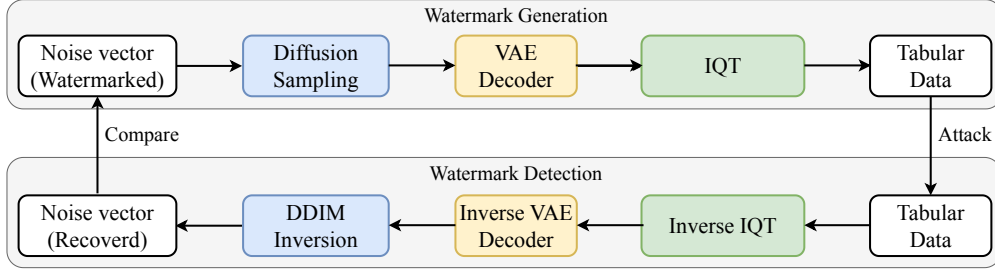 Watermark Generation
Noise vector
(Watermarked)
Diffusion
Sampling
VAE
Decoder
IQT
Tabular
Data
Compare
Attack
Watermark Detection
Noise vector
(Recoverd)
DDIM
Inversion
Inverse VAE
Decoder
Inverse IQT
Tabular
Data